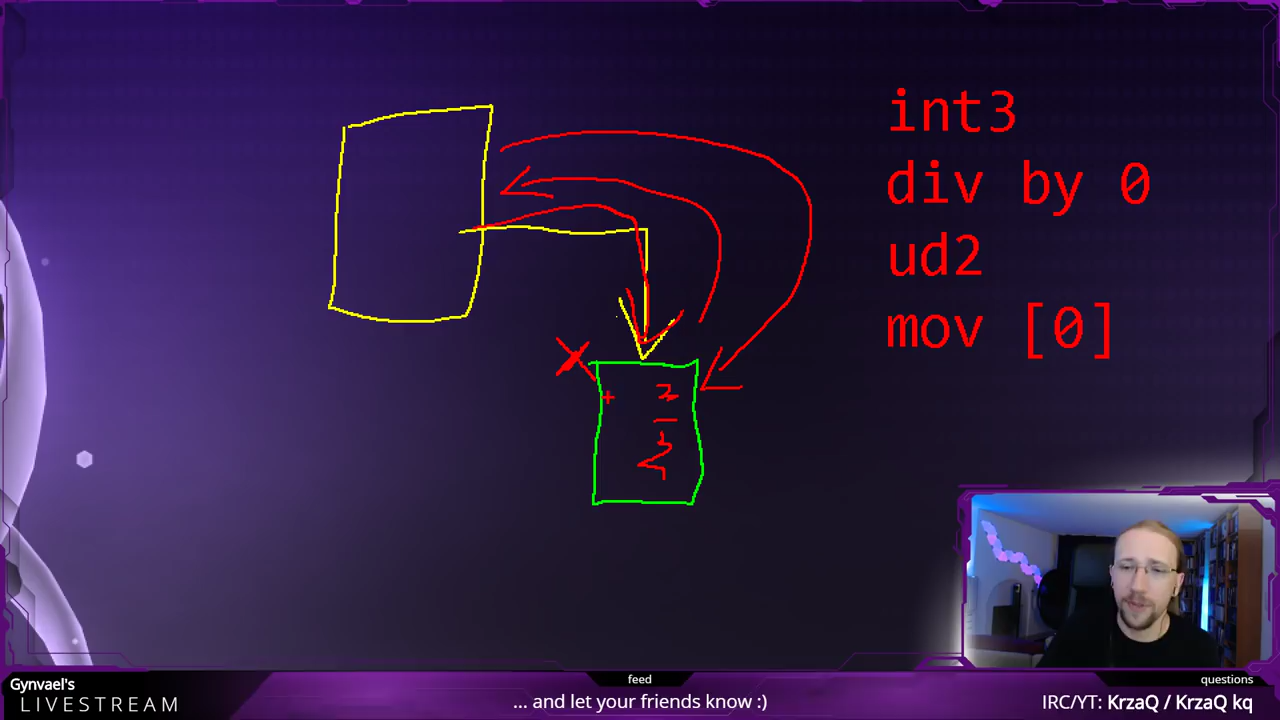 int3
div by 0
ud2
mov [0]
Gynvael's
LIVESTREAM
feed
... and let your friends know :)
questions
IRC/YT: KrzaQ / KrzaQ kq